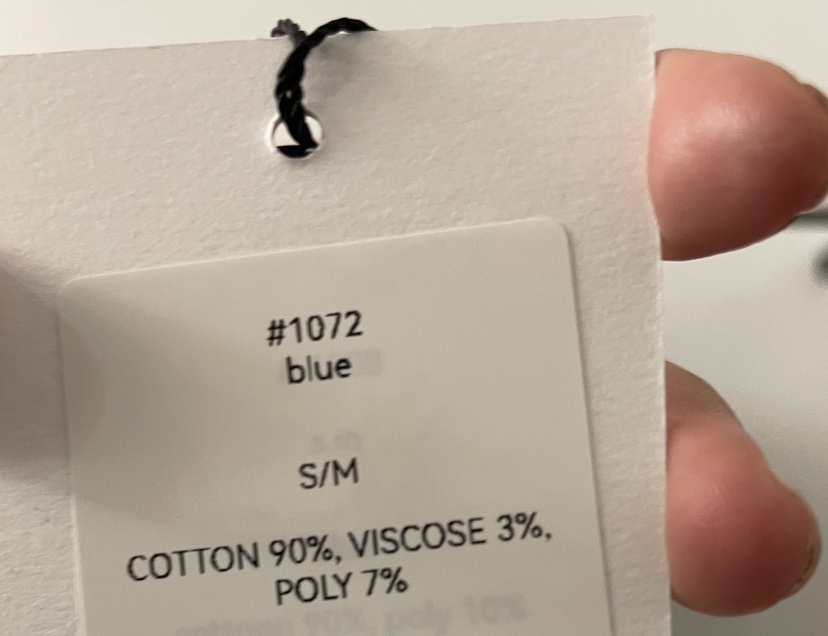 #1072
blue
S/M
COTTON 90%, VISCOSE 3%,
POLY 7%